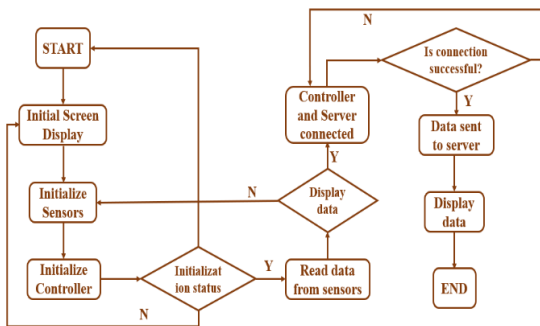 START
Initial Screen
Display
Initialize
Sensors
Initialize
Controller
Initializat
ion status
N
Y
Read data
from sensors
Display
data
N
Y
Controller
and Server
connected
Is connection
successful?
N
Y
Data sent
to server
Display
data
END